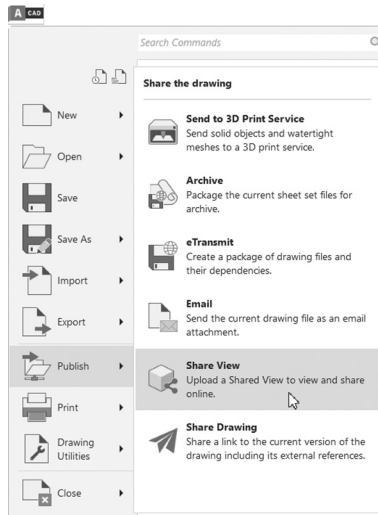 A CAD
Search Commands
Share the drawing
New
Open
Save
Save As
Import
Export
Publish
Print
Drawing
Utilities
Close
Send to 3D Print Service
Send solid objects and watertight
meshes to a 3D print service.
Archive
Package the current sheet set files for
archive.
eTransmit
Create a package of drawing files and
their dependencies.
Email
Send the current drawing file as an email
attachment.
Share View
Upload a Shared View to view and share
online.
Share Drawing
Share a link to the current version of the
drawing including its external references.